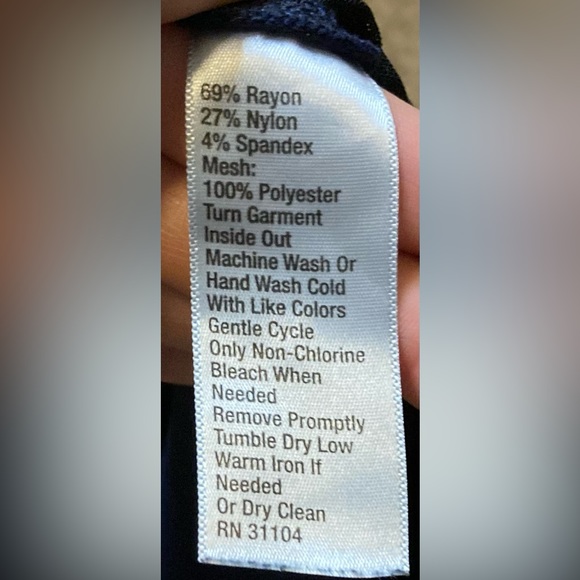 69% Rayon
27% Nylon
4% Spandex
Mesh:
100% Polyester
Turn Garment
Inside Out
Machine Wash Or
Hand Wash Cold
With Like Colors
Gentle Cycle
Only Non-Chlorine
Bleach When
Needed
Remove Promptly
Tumble Dry Low
Warm Iron If
Needed
Or Dry Clean
RN 31104